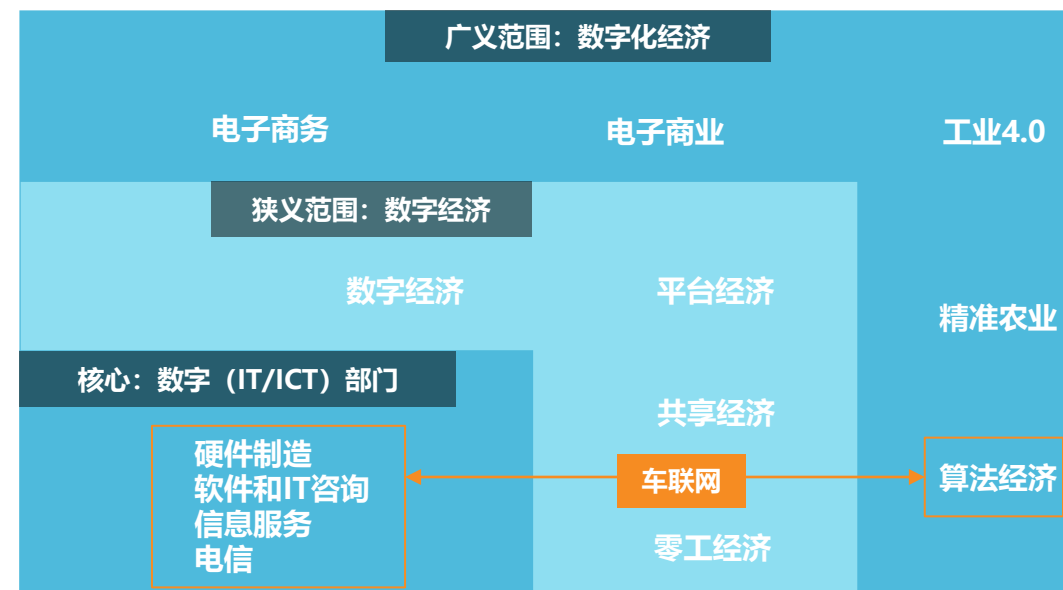 广义范围：数字化经济
电子商务
电子商业
工业4.0
狭义范围：数字经济
数字经济
平台经济
精准农业
核心：数字（IT/ICT）部门
共享经济
硬件制造
软件和IT咨询
信息服务
电信
车联网
算法经济
零工经济